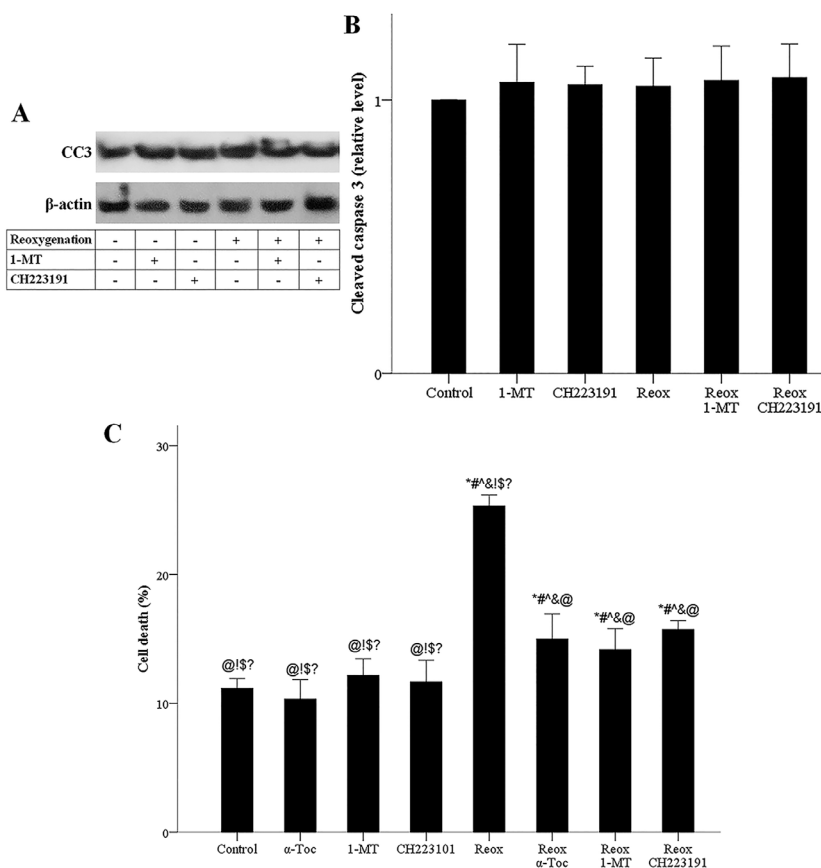 A
CC3
β-actin
Reoxygenation - - - + + +
1-MT - + - - + -
CH223191 - - + - - +
B
Cleaved caspase 3 (relative level)
1
0
Control 1-MT CH223191 Reox Reox Reox
1-MT CH223191
C
Cell death (%)
30
20
10
0
@!$? @!$? @!$? @!$? *#^&!$? *#^&@ *#^&@ *#^&@
Control α-Toc 1-MT CH223101 Reox Reox Reox Reox
α-Toc 1-MT CH223191